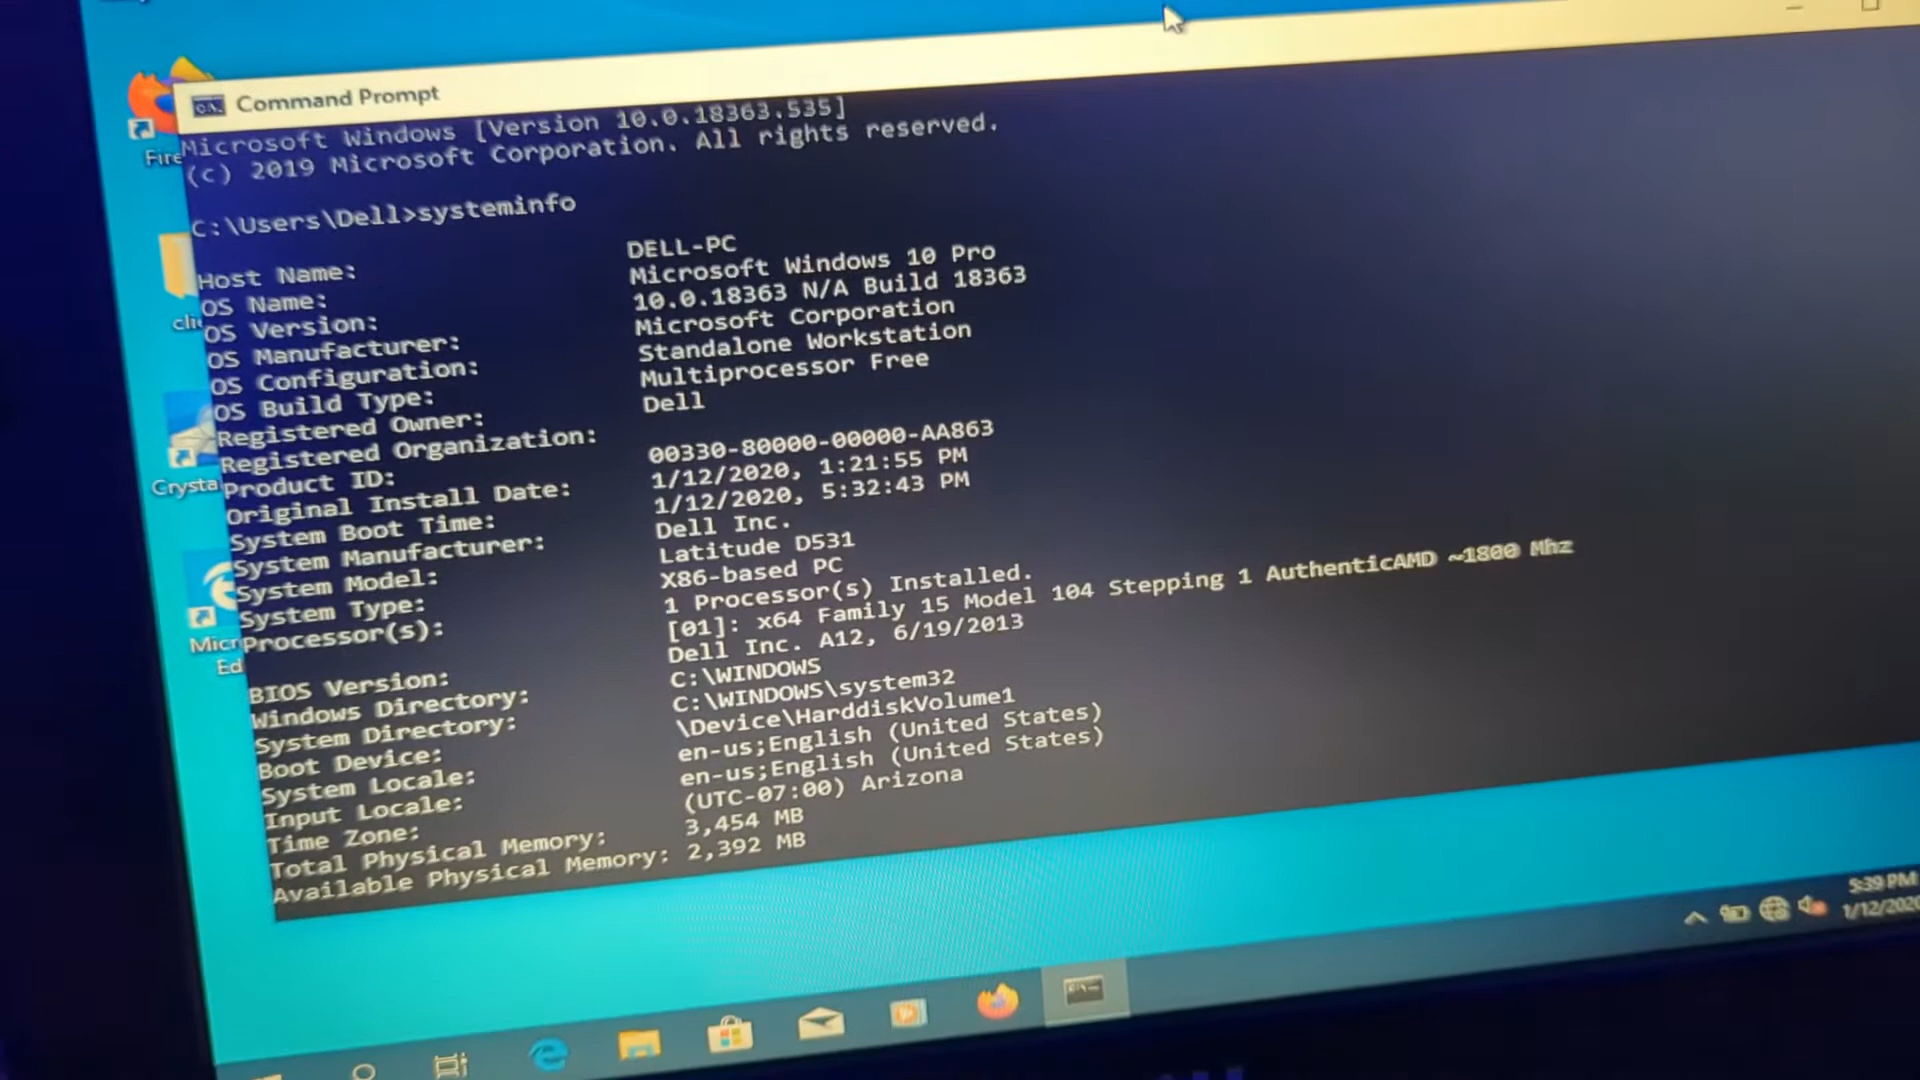 Command Prompt
Microsoft Windows [Version 10.0.18363.535]
(c) 2019 Microsoft Corporation. All rights reserved.
C:\Users\Dell>systeminfo
Host Name: DELL-PC
OS Name: Microsoft Windows 10 Pro
OS Version: 10.0.18363 N/A Build 18363
OS Manufacturer: Microsoft Corporation
OS Configuration: Standalone Workstation
OS Build Type: Multiprocessor Free
Registered Owner: Dell
Registered Organization:
Product ID: 00330-80000-00000-AA863
Original Install Date: 1/12/2020, 1:21:55 PM
System Boot Time: 1/12/2020, 5:32:43 PM
System Manufacturer: Dell Inc.
System Model: Latitude D531
System Type: X86-based PC
Processor(s): 1 Processor(s) Installed.
[01]: x64 Family 15 Model 104 Stepping 1 AuthenticAMD ~1800 Mhz
BIOS Version: Dell Inc. A12, 6/19/2013
Windows Directory: C:\WINDOWS
System Directory: C:\WINDOWS\system32
Boot Device: \Device\HarddiskVolume1
System Locale: en-us;English (United States)
Input Locale: en-us;English (United States)
Time Zone: (UTC-07:00) Arizona
Total Physical Memory: 3,454 MB
Available Physical Memory: 2,392 MB
Fire
cli
Crysta
Micr
Ed
5:39 PM
1/12/2020